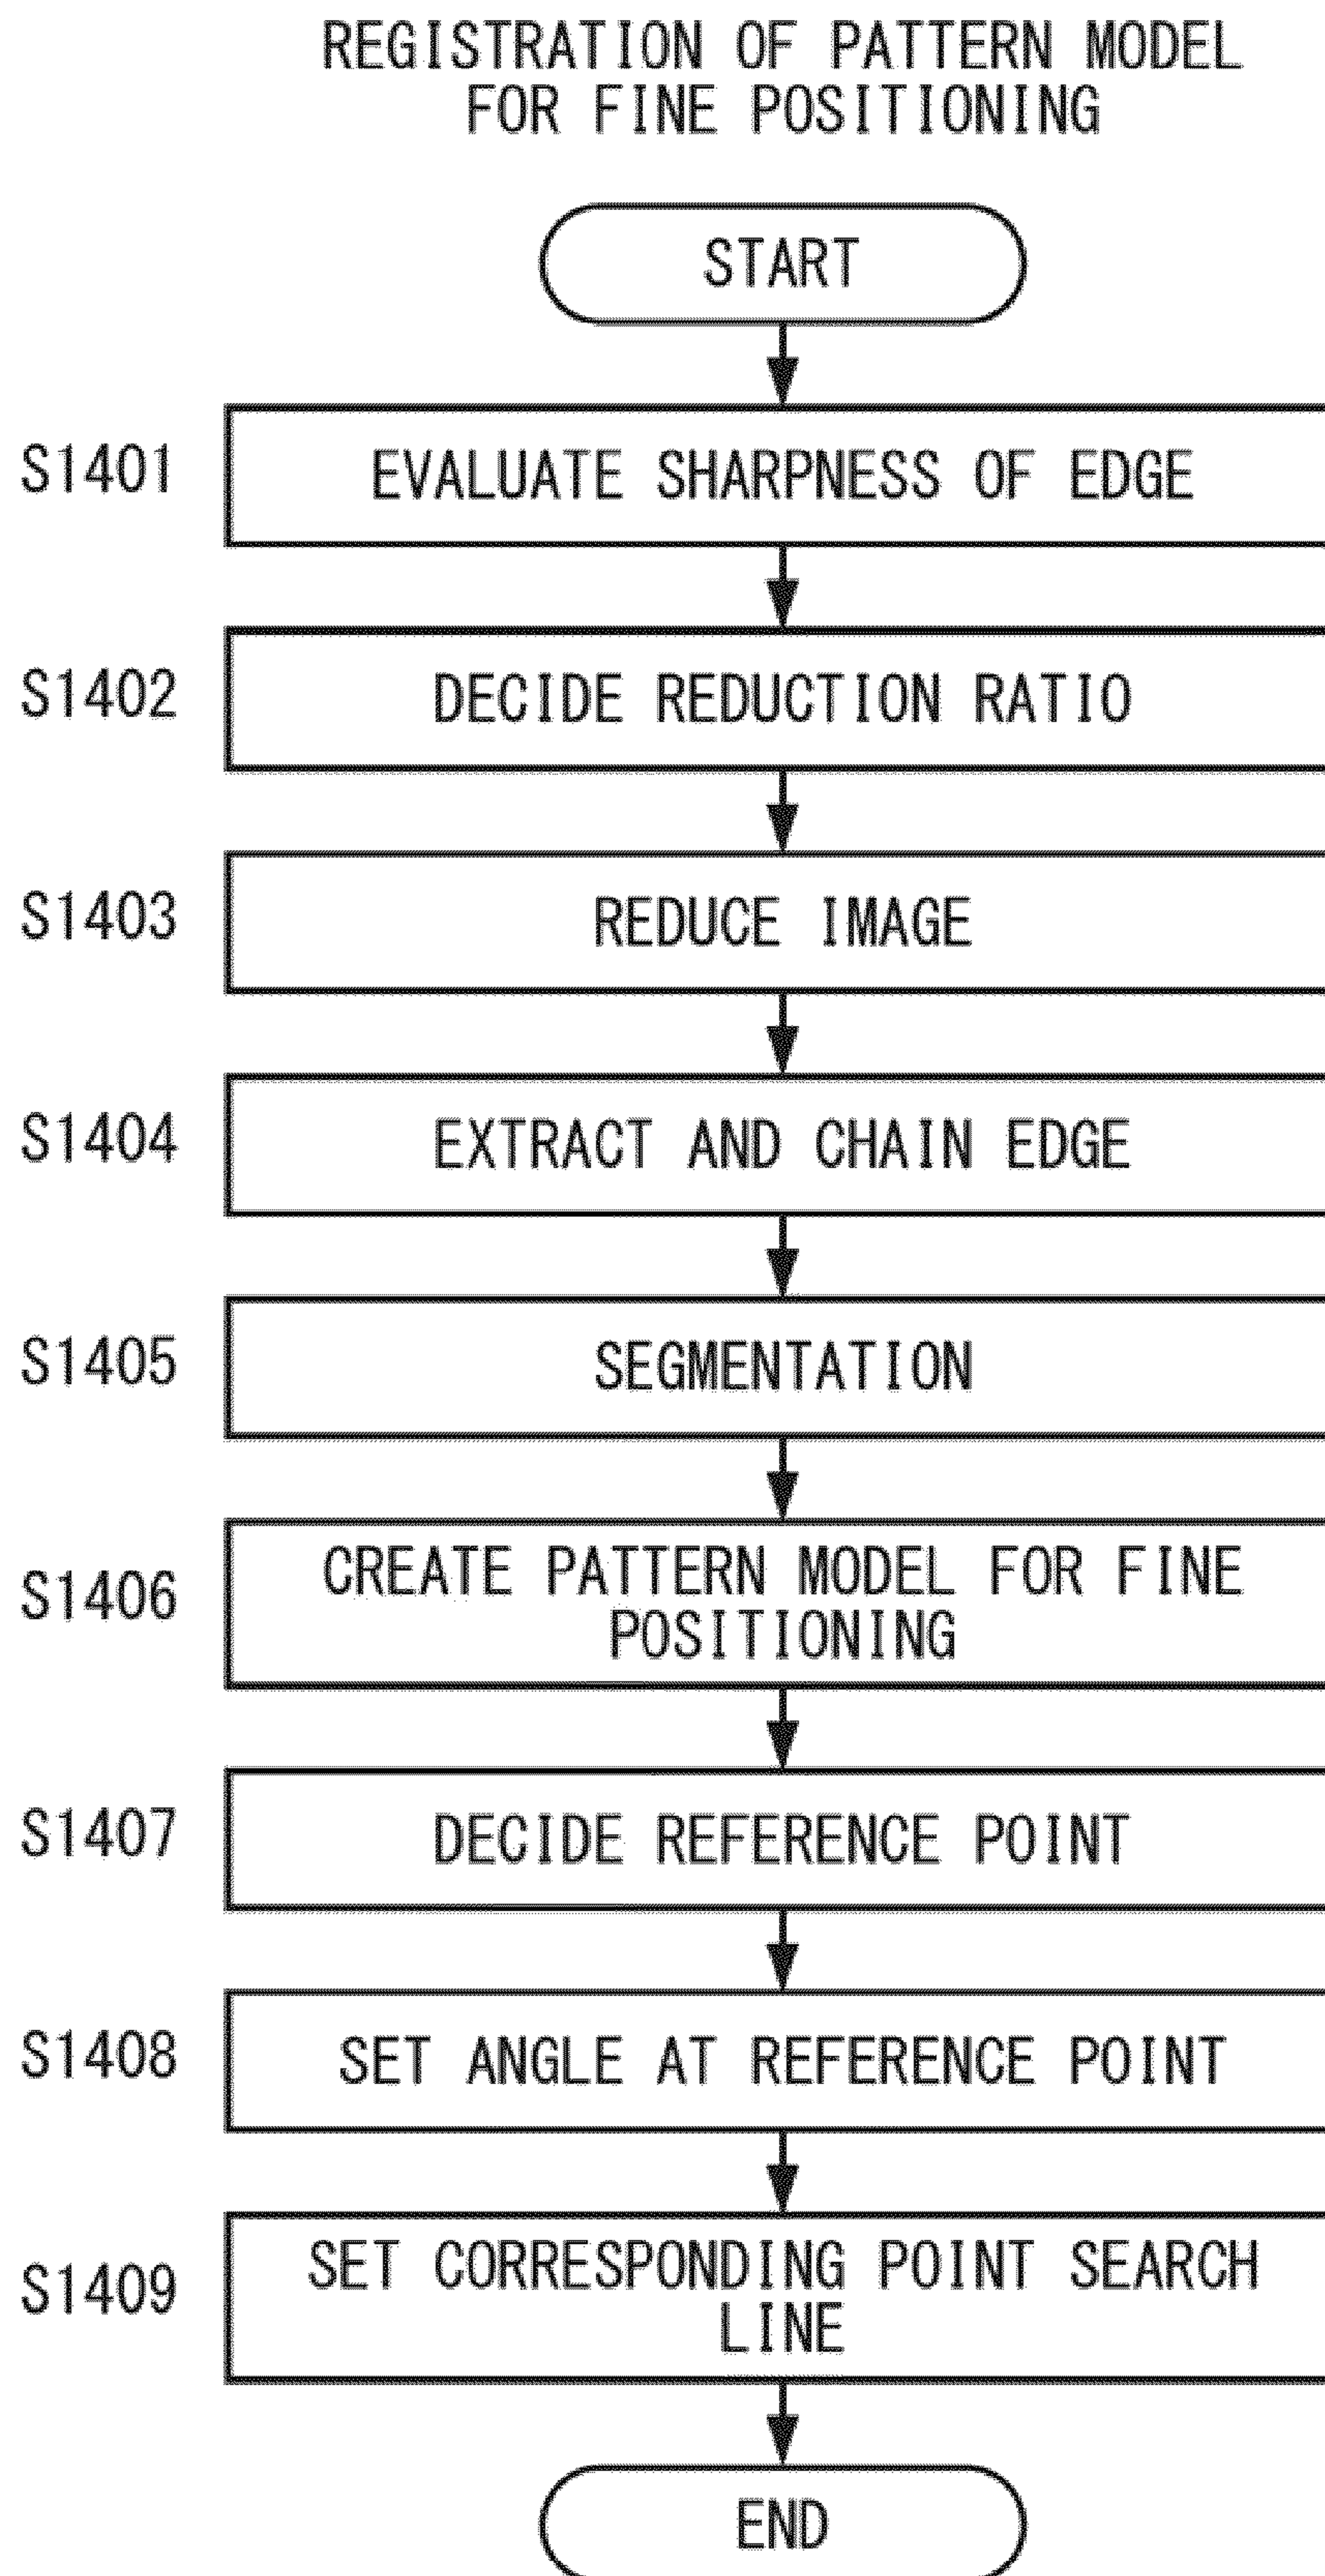 REGISTRATION OF PATTERN MODEL
FOR FINE POSITIONING
START
S1401
EVALUATE SHARPNESS OF EDGE
S1402
DECIDE REDUCTION RATIO
S1403
REDUCE IMAGE
S1404
EXTRACT AND CHAIN EDGE
S1405
SEGMENTATION
S1406
CREATE PATTERN MODEL FOR FINE
POSITIONING
S1407
DECIDE REFERENCE POINT
S1408
SET ANGLE AT REFERENCE POINT
S1409
SET CORRESPONDING POINT SEARCH
LINE
END